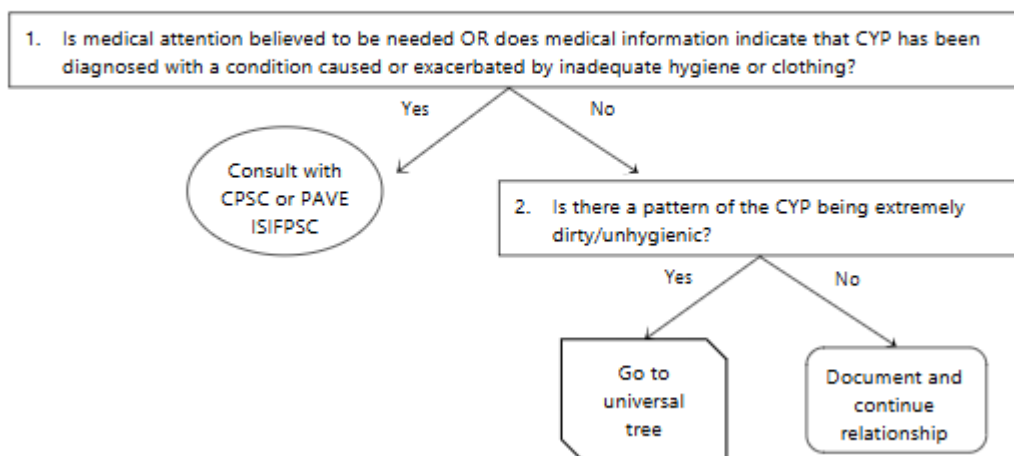 1. Is medical attention believed to be needed OR does medical information indicate that CYP has been
diagnosed with a condition caused or exacerbated by inadequate hygiene or clothing?
Yes
No
Consult with
CPSC or PAVE
ISIFPSC
2. Is there a pattern of the CYP being extremely
dirty/unhygienic?
Yes
No
Go to
universal
tree
Document and
continue
relationship